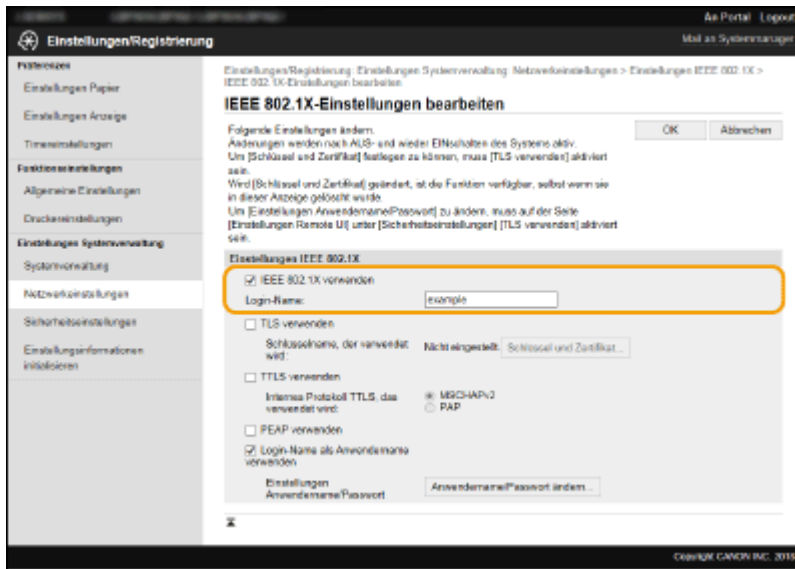 An Portal Logout
Einstellungen/Registrierung
Mail an Systemmanager
Präferenzen
Einstellungen Papier
Einstellungen Anzeige
Timereinstellungen
Funktionseinstellungen
Allgemeine Einstellungen
Druckereinstellungen
Einstellungen Systemverwaltung
Systemverwaltung
Netzwerkeinstellungen
Sicherheitseinstellungen
Einstellungsinformationen
initialisieren
Einstellungen/Registrierung: Einstellungen Systemverwaltung: Netzwerkeinstellungen > Einstellungen IEEE 802.1X >
IEEE 802.1X-Einstellungen bearbeiten
IEEE 802.1X-Einstellungen bearbeiten
OK Abbrechen
Folgende Einstellungen ändern.
Änderungen werden nach AUS- und wieder EINschalten des Systems aktiv.
Um [Schlüssel und Zertifikat] festlegen zu können, muss [TLS verwenden] aktiviert
sein.
Wird [Schlüssel und Zertifikat] geändert, ist die Funktion verfügbar, selbst wenn sie
in dieser Anzeige gelöscht wurde.
Um [Einstellungen Anwendername/Passwort] zu ändern, muss auf der Seite
[Einstellungen Remote UI] unter [Sicherheitseinstellungen] [TLS verwenden] aktiviert
sein.
Einstellungen IEEE 802.1X
IEEE 802.1X verwenden
Login-Name: example
TLS verwenden
Schlüsselname, der verwendet
wird: Nicht eingestellt. Schlüssel und Zertifikat...
TTLS verwenden
Internes Protokoll TTLS, das
verwendet wird:
MSCHAPv2
PAP
PEAP verwenden
Login-Name als Anwendername
verwenden
Einstellungen
Anwendername/Passwort
Anwendername/Passwort ändern...
Copyright CANON INC. 2018